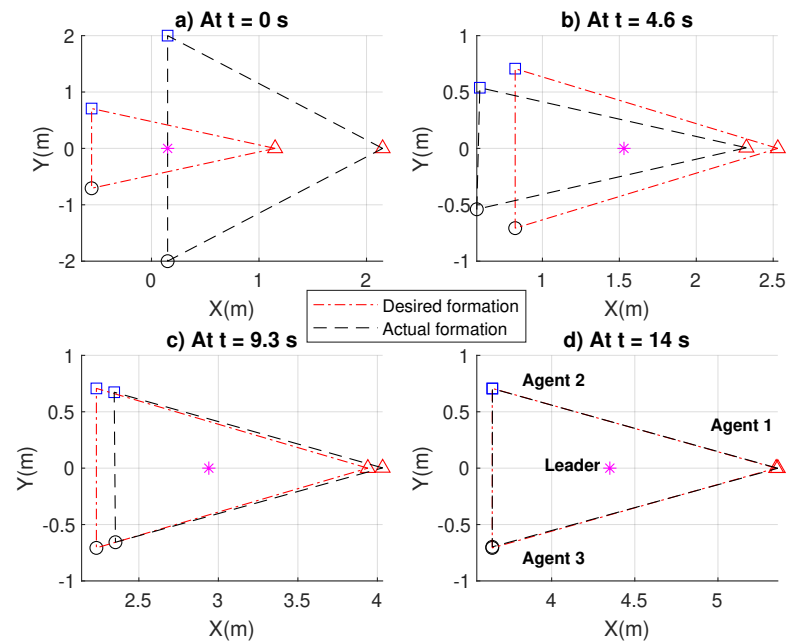 a) At t = 0 s
2
1
0
-1
-2
Y(m)
0
1
2
X(m)
b) At t = 4.6 s
1
0.5
0
-0.5
-1
Y(m)
1
1.5
2
2.5
X(m)
Desired formation
Actual formation
c) At t = 9.3 s
1
0.5
0
-0.5
-1
Y(m)
2.5
3
3.5
4
X(m)
d) At t = 14 s
1
0.5
0
-0.5
-1
Y(m)
Agent 2
Agent 1
Leader
Agent 3
4
4.5
5
X(m)